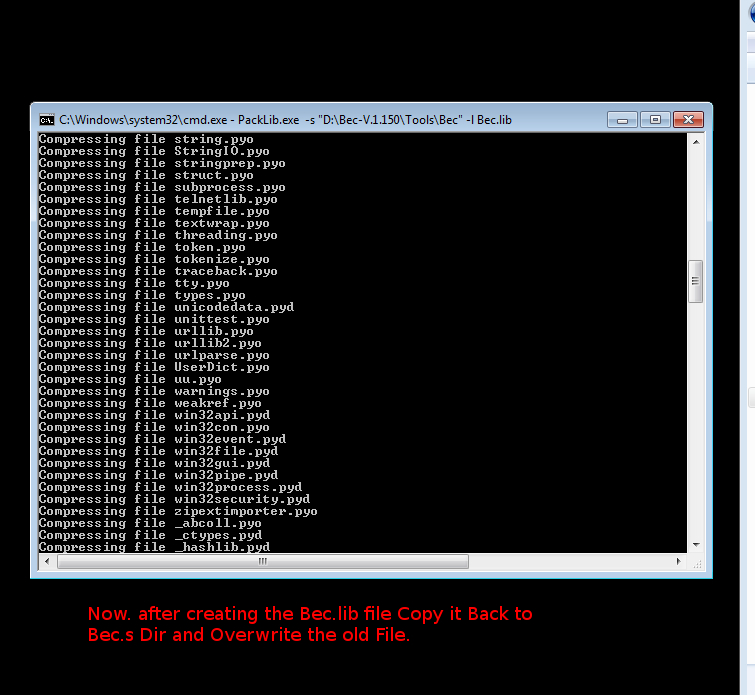 C:\Windows\system32\cmd.exe - PackLib.exe  -s "D:\Bec-V.1.150\Tools\Bec" -l Bec.lib
Compressing file string.pyo
Compressing file StringIO.pyo
Compressing file stringprep.pyo
Compressing file struct.pyo
Compressing file subprocess.pyo
Compressing file telnetlib.pyo
Compressing file tempfile.pyo
Compressing file textwrap.pyo
Compressing file threading.pyo
Compressing file token.pyo
Compressing file tokenize.pyo
Compressing file traceback.pyo
Compressing file tty.pyo
Compressing file types.pyo
Compressing file unicodedata.pyd
Compressing file unittest.pyo
Compressing file urllib.pyo
Compressing file urllib2.pyo
Compressing file urlparse.pyo
Compressing file UserDict.pyo
Compressing file uu.pyo
Compressing file warnings.pyo
Compressing file weakref.pyo
Compressing file win32api.pyd
Compressing file win32con.pyo
Compressing file win32event.pyd
Compressing file win32file.pyd
Compressing file win32gui.pyd
Compressing file win32pipe.pyd
Compressing file win32process.pyd
Compressing file win32security.pyd
Compressing file zipextimporter.pyo
Compressing file _abcoll.pyo
Compressing file _ctypes.pyd
Compressing file _hashlib.pyd
Now. after creating the Bec.lib file Copy it Back to
Bec.s Dir and Overwrite the old File.